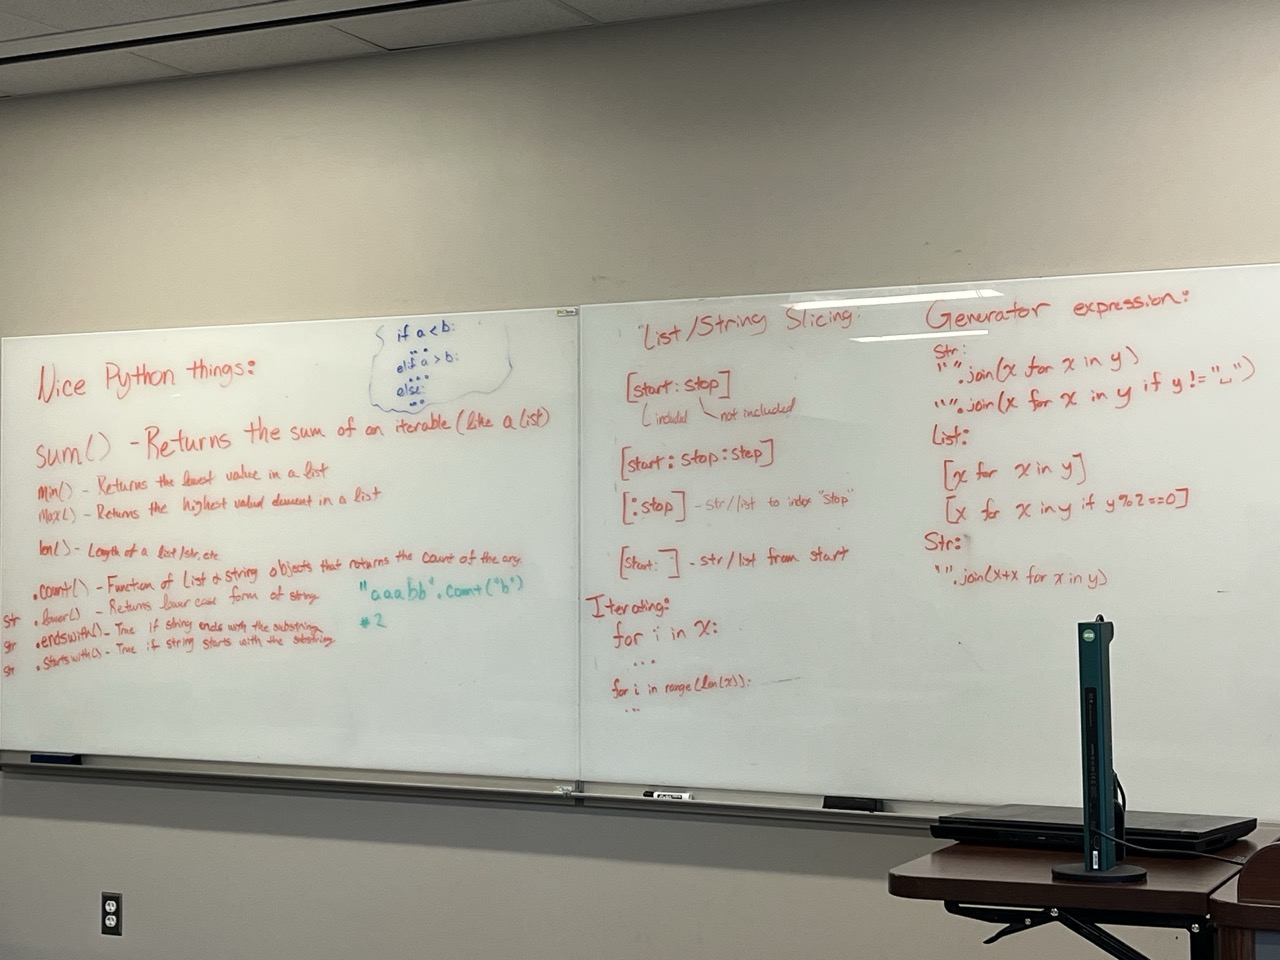 Nice Python things:
if a < b:
...
elif a > b:
...
else:
...
sum() - Returns the sum of an iterable (like a list)
Min() - Returns the lowest value in a list
Max() - Returns the highest valued element in a list
len() - Length of a list/str, etc
.count() - Function of List & string objects that returns the count of the arg.
str .lower() - Returns lower case form of string
str .endswith() - True if string ends with the substring
str .Startswith() - True if string starts with the substring
"aaabb".count("b")
#2
List/String Slicing
[start: stop]
included not included
[start: stop: step]
[: stop] - str/list to index "stop"
[start: ] - str/list from start
Iterating:
for i in x:
...
for i in range(len(x)):
...
Generator expression:
Str:
"".join(x for x in y)
"".join(x for x in y if y != "␣")
List:
[x for x in y]
[x for x in y if y%2==0]
Str:
"".join(x+x for x in y)